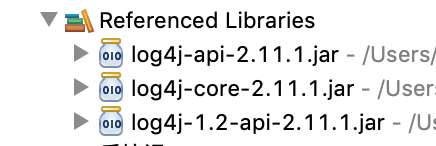 Referenced Libraries
log4j-api-2.11.1.jar - /Users/
log4j-core-2.11.1.jar - /Users
log4j-1.2-api-2.11.1.jar - /Us